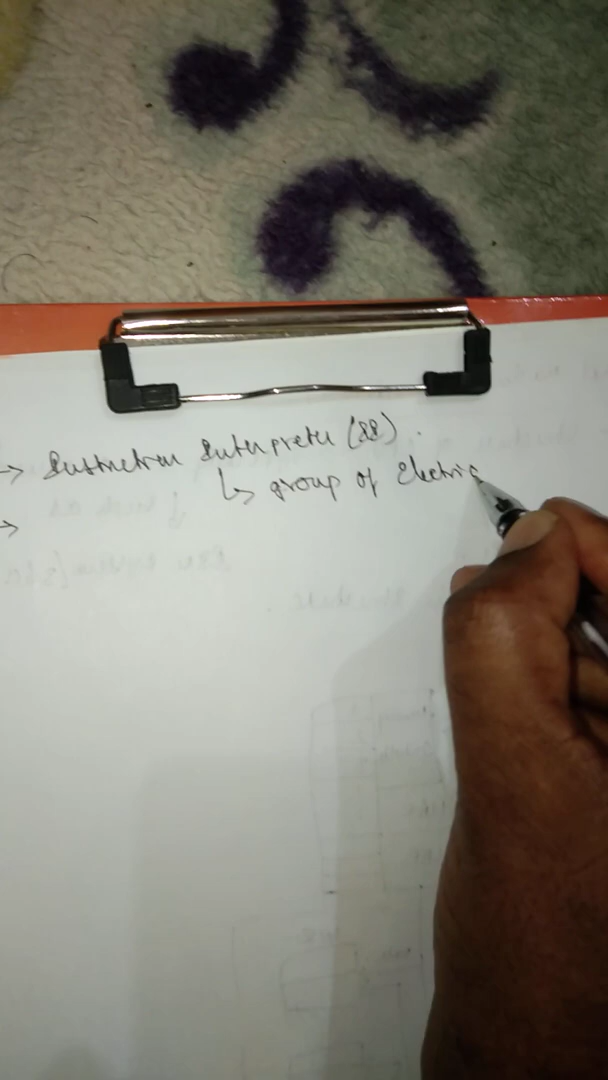 → Instruction Interpreter (II).
↳ group of Electric
→